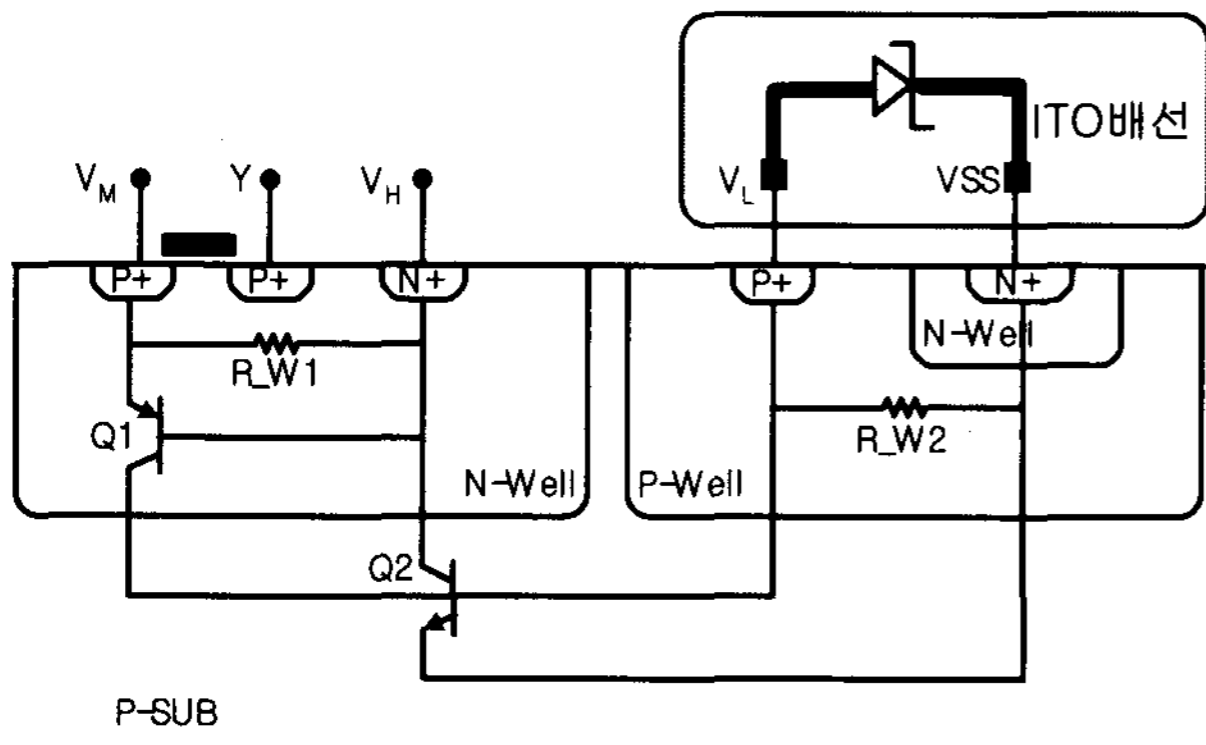 ITO배선
V_M
Y
V_H
V_L
VSS
P+
P+
N+
P+
N+
N-Well
R_W1
R_W2
Q1
N-Well
P-Well
Q2
P-SUB